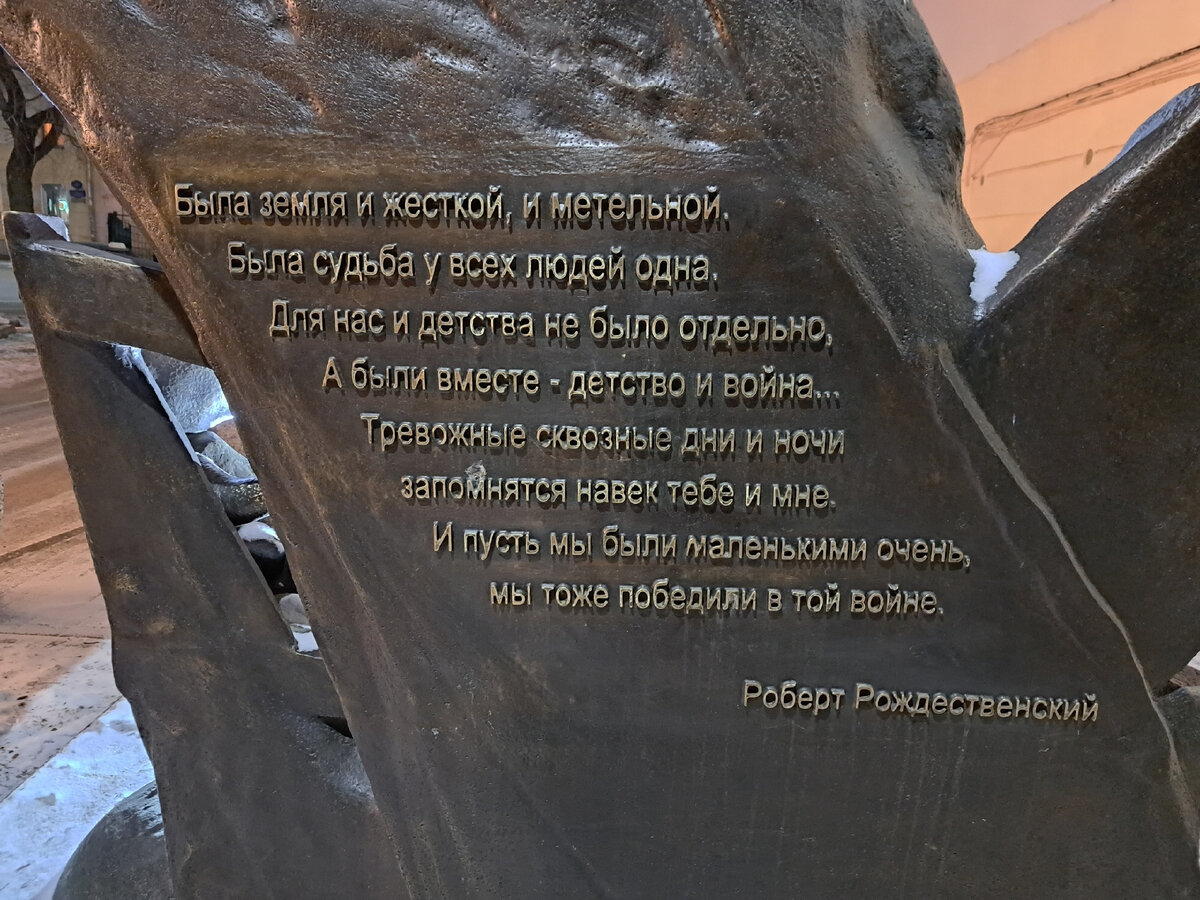 Была земля и жесткой, и метельной.
Была судьба у всех людей одна.
Для нас и детства не было отдельно,
А были вместе - детство и война...
Тревожные сквозные дни и ночи
запомнятся навек тебе и мне.
И пусть мы были маленькими очень,
мы тоже победили в той войне.
Роберт Рождественский